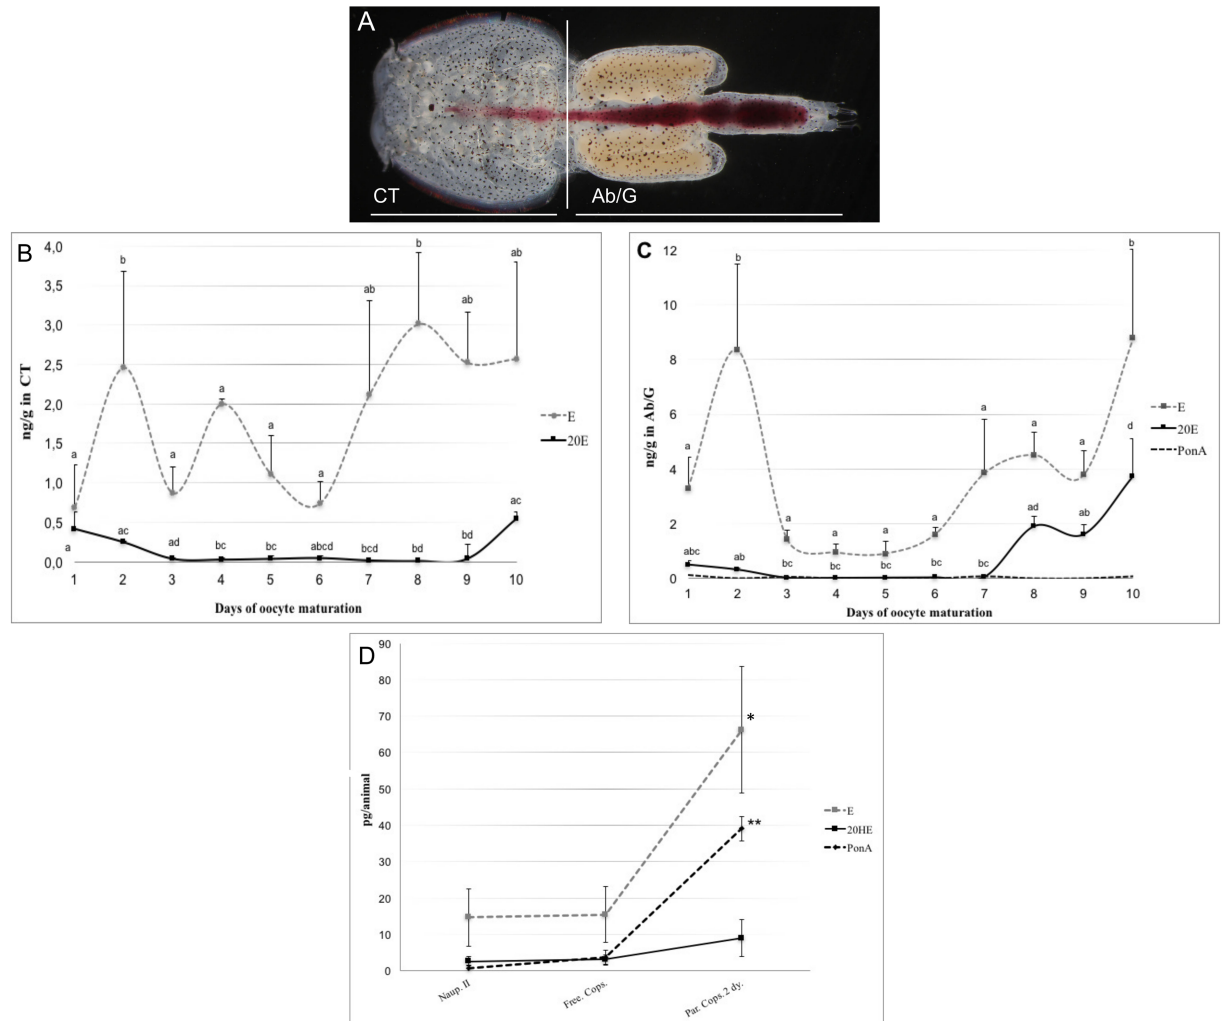 A
CT
Ab/G
B
4,0
3,5
3,0
2,5
2,0
1,5
1,0
0,5
0,0
ng/g in CT
a
b
a
a
a
a
ab
b
ab
ab
a
ac
ad
bc
bc
abcd
bcd
bd
bd
ac
1 2 3 4 5 6 7 8 9 10
Days of oocyte maturation
E
20E
C
12
10
8
6
4
2
0
ng/g in Ab/G
a
b
a
a
a
a
a
a
a
b
abc
ab
bc
bc
bc
bc
bc
ad
ab
d
1 2 3 4 5 6 7 8 9 10
Days of oocyte maturation
E
20E
PonA
D
90
80
70
60
50
40
30
20
10
0
pg/animal
*
**
Naup. II
Free. Cops.
Par. Cops.2 dy.
E
20HE
PonA